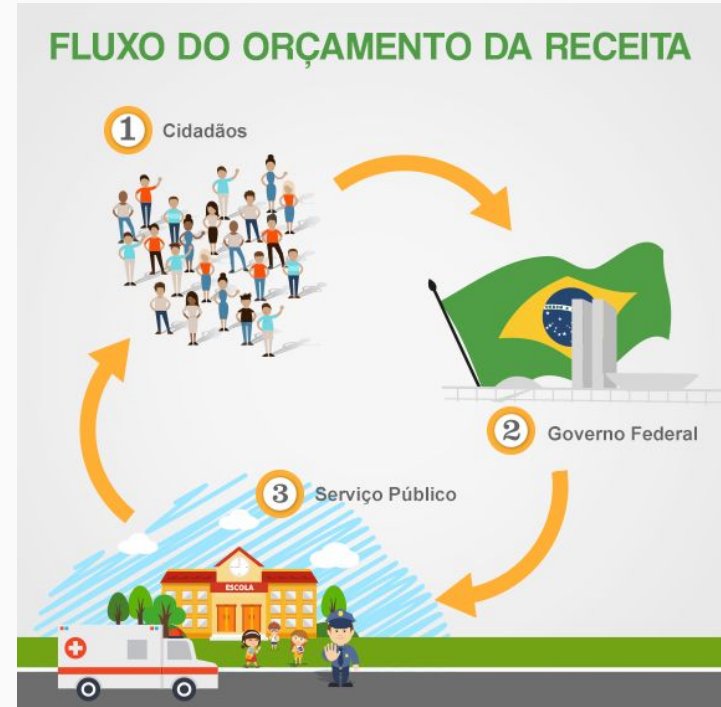 FLUXO DO ORÇAMENTO DA RECEITA
1 Cidadãos
2 Governo Federal
3 Serviço Público
ESCOLA